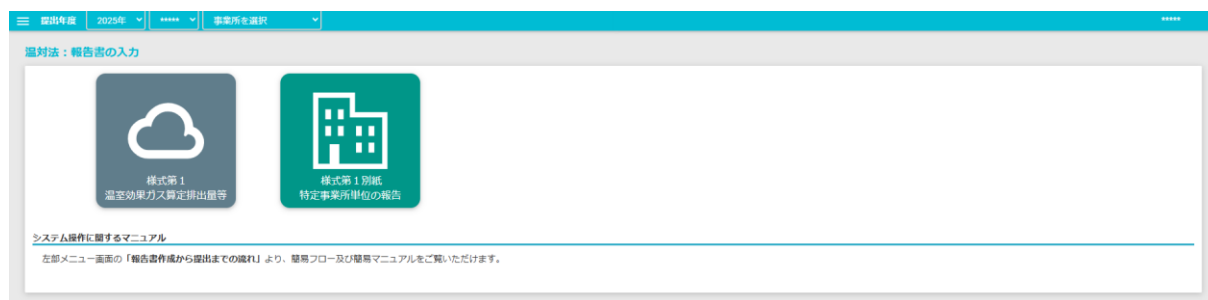 提出年度 2025年 ***** 事業所を選択 *****
温対法：報告書の入力
様式第１
温室効果ガス算定排出量等
様式第１別紙
特定事業所単位の報告
システム操作に関するマニュアル
左部メニュー画面の「報告書作成から提出までの流れ」より、簡易フロー及び簡易マニュアルをご覧いただけます。